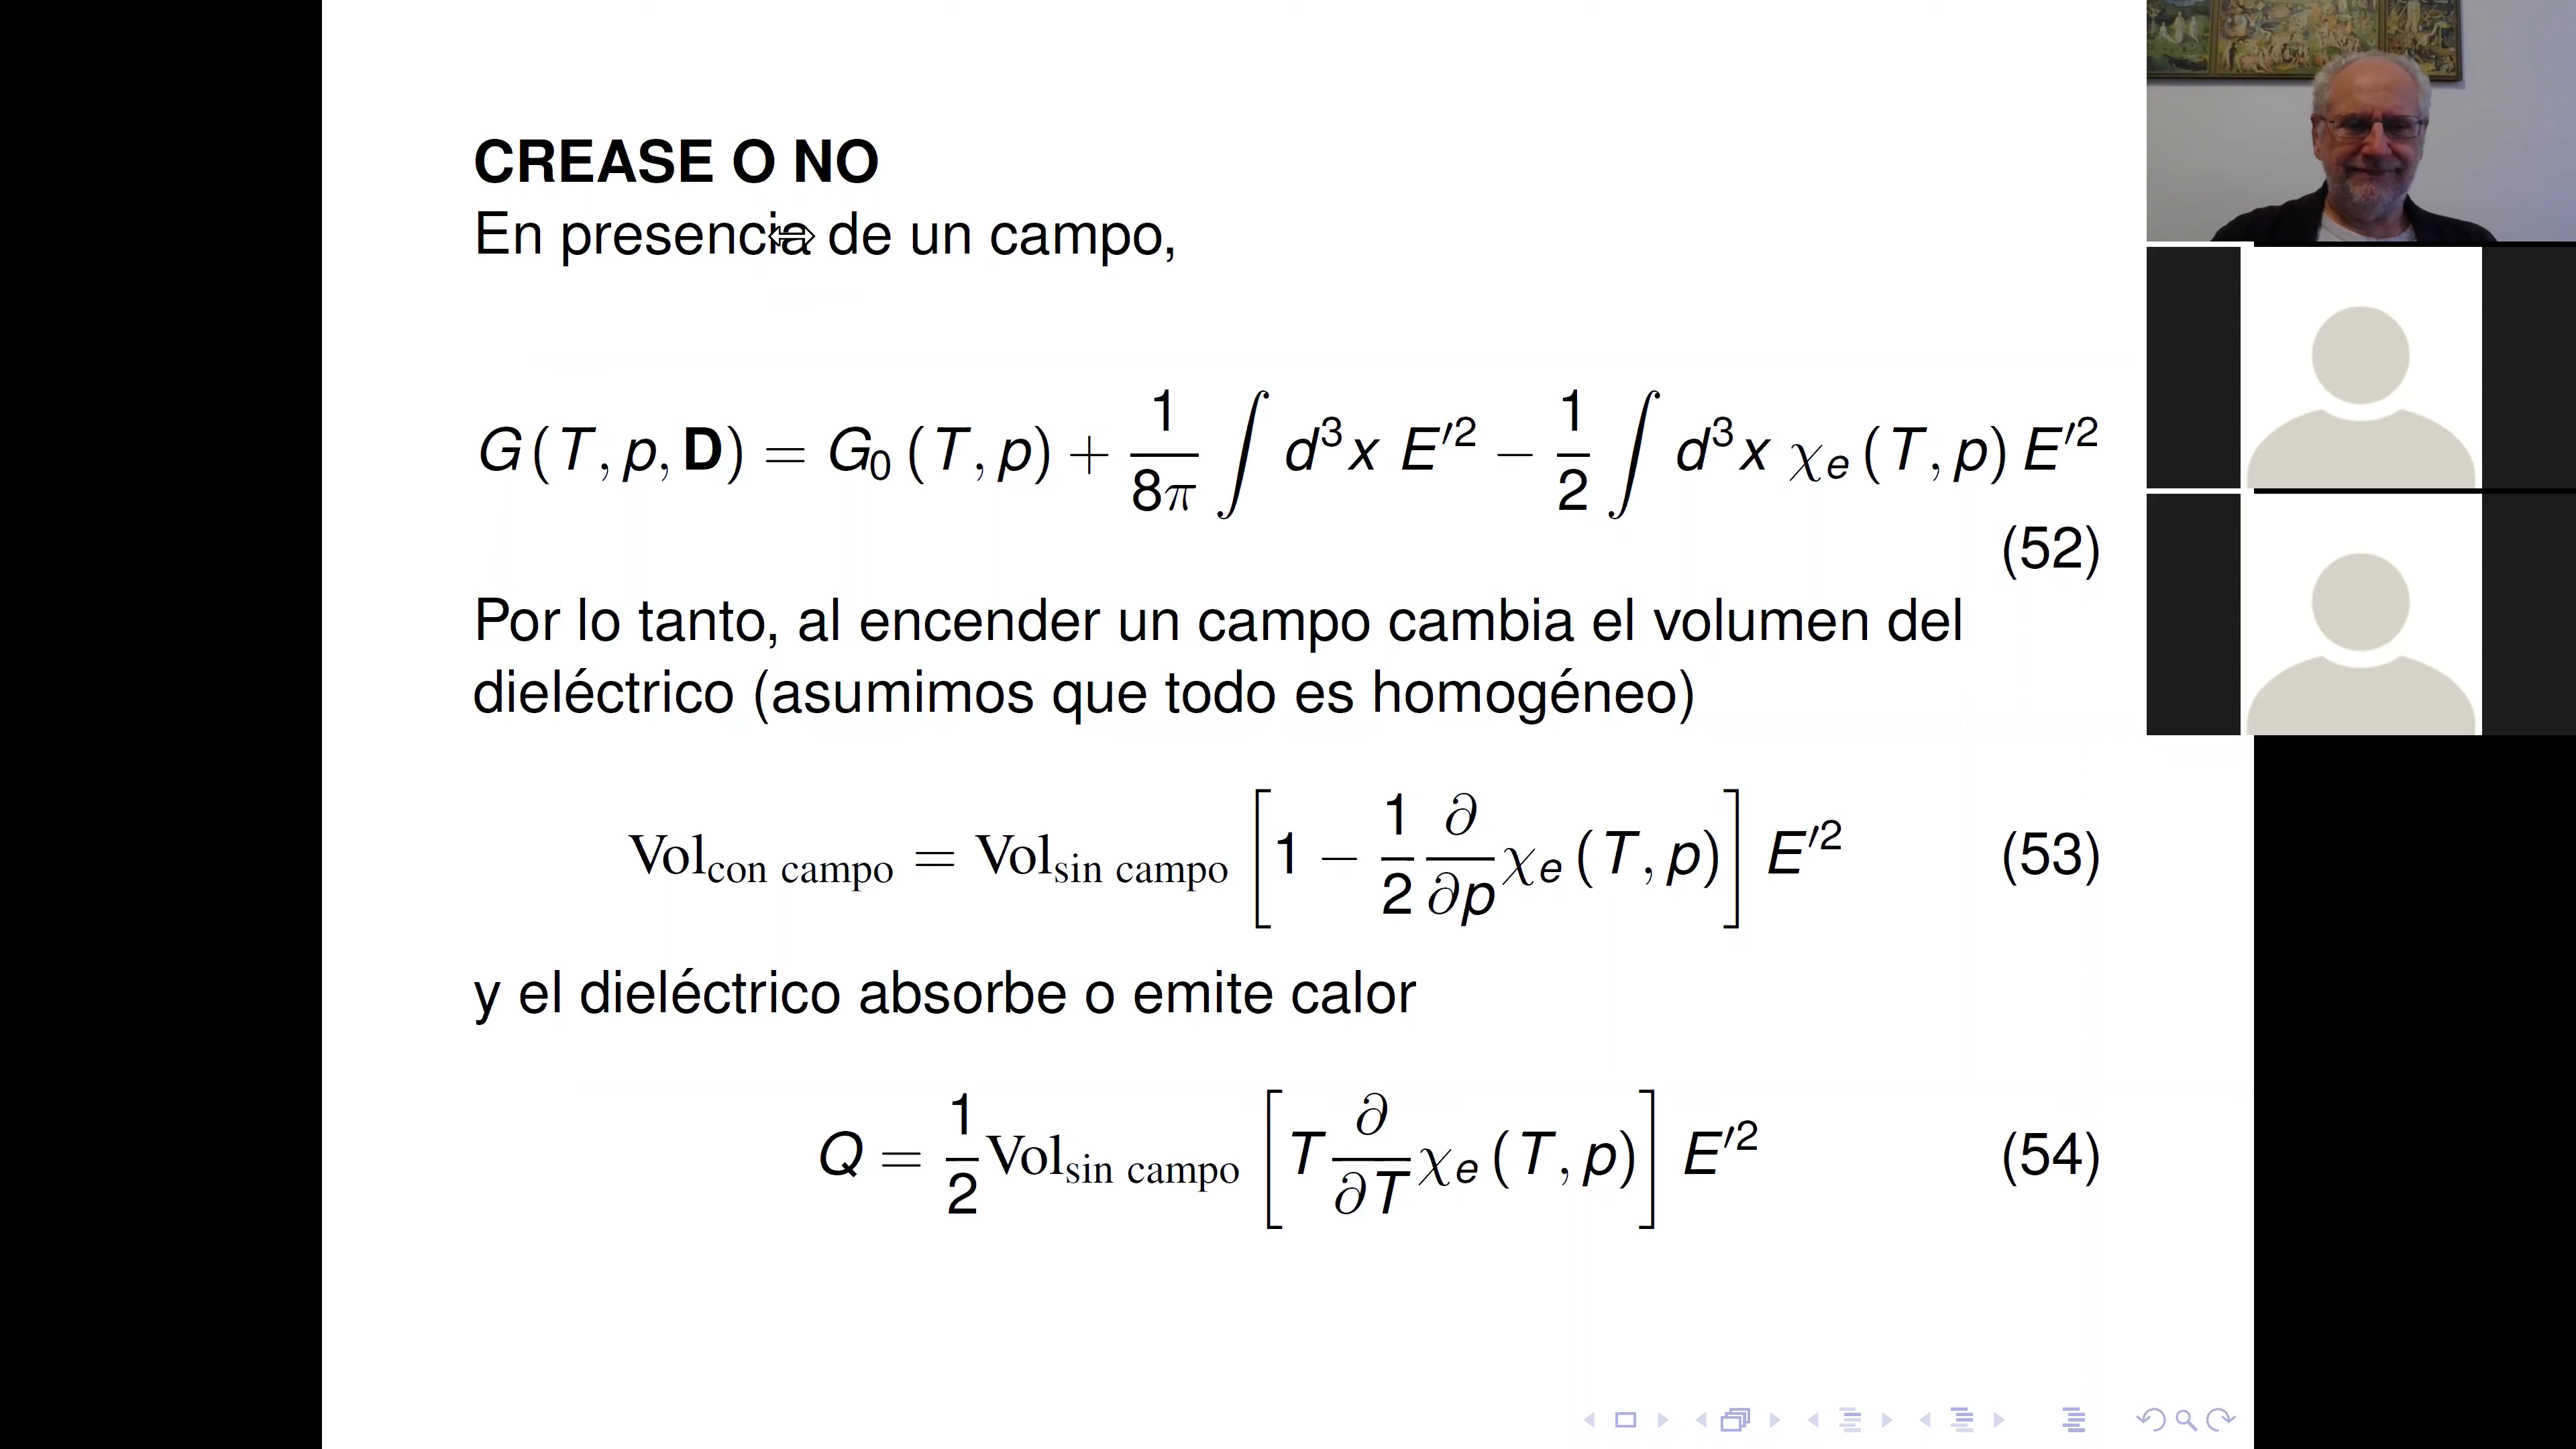 CREASE O NO
En presencia de un campo,
G(T, p, D) = G₀(T, p) + 1/8π ∫ d³x E′² − 1/2 ∫ d³x χₑ(T, p) E′²
(52)
Por lo tanto, al encender un campo cambia el volumen del
dieléctrico (asumimos que todo es homogéneo)
Vol_con campo = Vol_sin campo [1 − 1/2 ∂/∂p χₑ(T, p)] E′² (53)
y el dieléctrico absorbe o emite calor
Q = 1/2 Vol_sin campo [T ∂/∂T χₑ(T, p)] E′² (54)